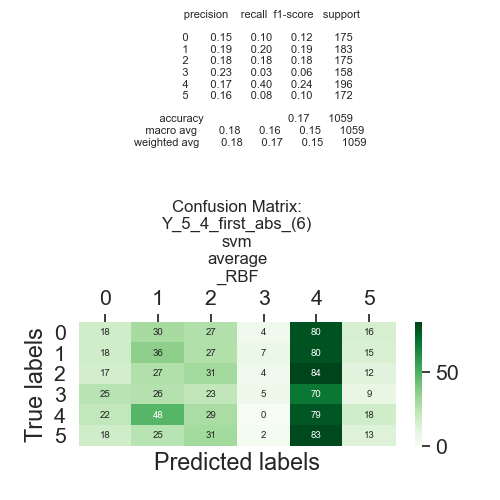 precision recall f1-score support
0 0.15 0.10 0.12 175
1 0.19 0.20 0.19 183
2 0.18 0.18 0.18 175
3 0.23 0.03 0.06 158
4 0.17 0.40 0.24 196
5 0.16 0.08 0.10 172
accuracy 0.17 1059
macro avg 0.18 0.16 0.15 1059
weighted avg 0.18 0.17 0.15 1059
Confusion Matrix:
Y_5_4_first_abs_(6)
svm
average
_RBF
0 1 2 3 4 5
0 18 30 27 4 80 16
1 18 36 27 7 80 15
2 17 27 31 4 84 12
3 25 26 23 5 70 9
4 22 48 29 0 79 18
5 18 25 31 2 83 13
True labels
Predicted labels
50
0